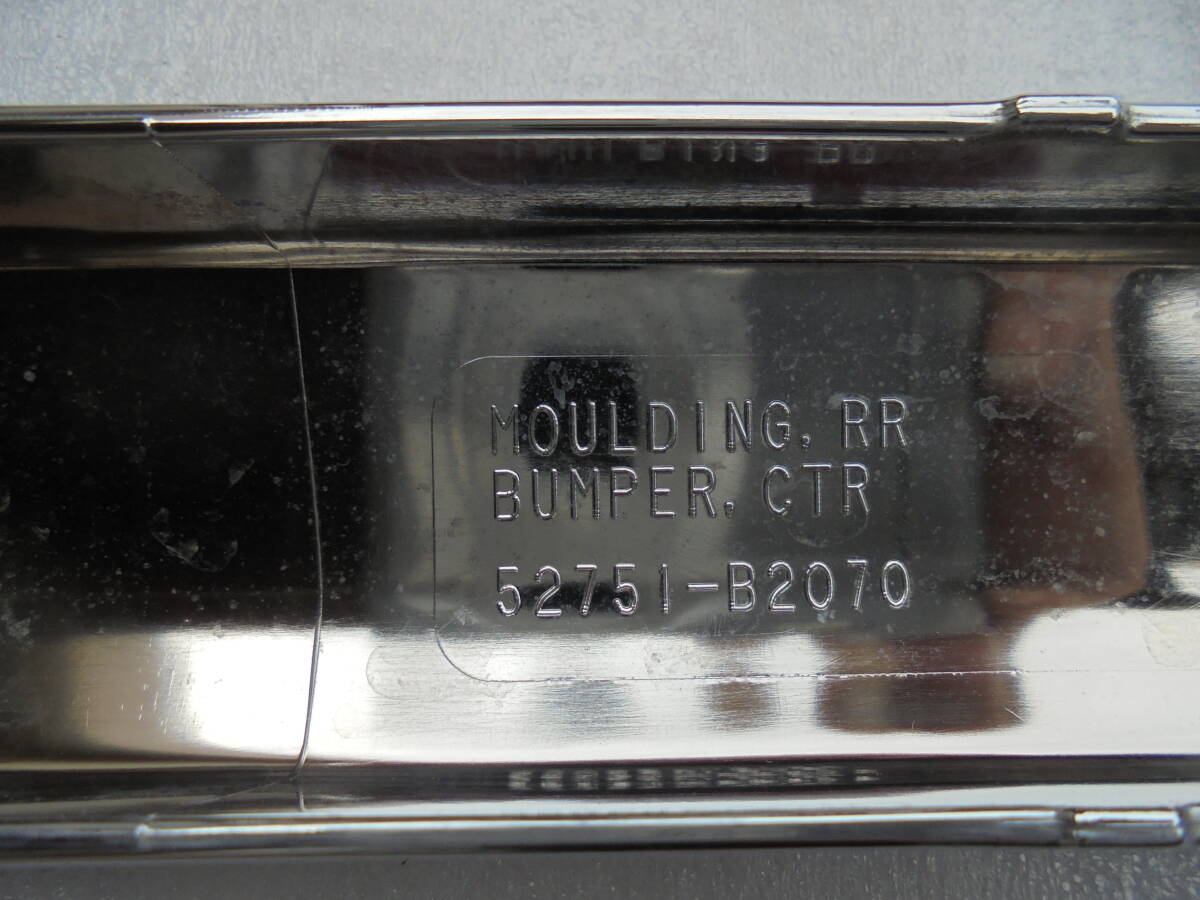 MOULDING, RR
BUMPER, CTR
52751-B2070